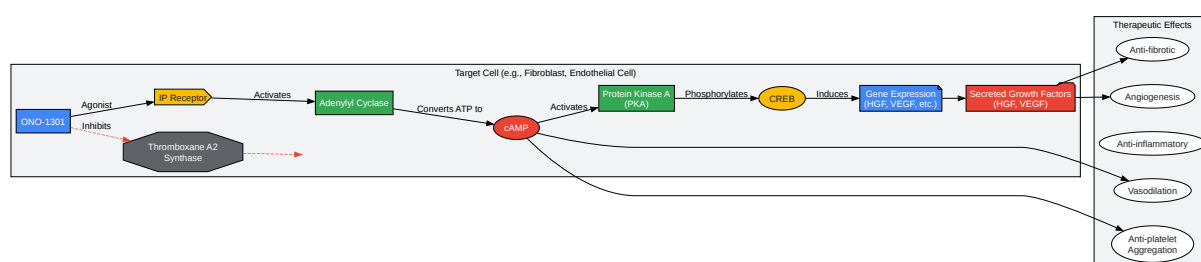 Therapeutic Effects
Target Cell (e.g., Fibroblast, Endothelial Cell)
ONO-1301
Agonist
Inhibits
IP Receptor
Thromboxane A2
Synthase
Activates
Adenylyl Cyclase
Converts ATP to
cAMP
Activates
Protein Kinase A
(PKA)
Phosphorylates
CREB
Induces
Gene Expression
(HGF, VEGF, etc.)
Secreted Growth Factors
(HGF, VEGF)
Anti-fibrotic
Angiogenesis
Anti-inflammatory
Vasodilation
Anti-platelet
Aggregation